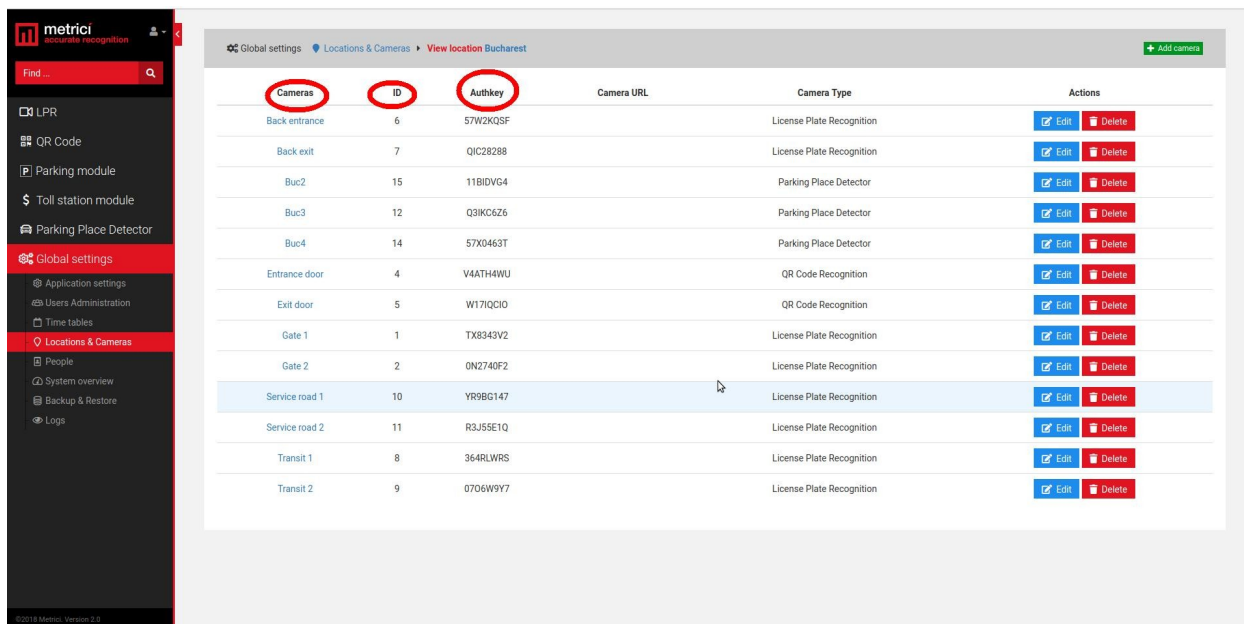 metrici
accurate recognition
Find ...
LPR
QR Code
Parking module
Toll station module
Parking Place Detector
Global settings
Application settings
Users Administration
Time tables
Locations & Cameras
People
System overview
Backup & Restore
Logs
©2018 Metrici. Version 2.0
Global settings Locations & Cameras View location Bucharest
Add camera
Cameras ID Authkey Camera URL Camera Type Actions
Back entrance 6 57W2KQSF License Plate Recognition Edit Delete
Back exit 7 QIC28288 License Plate Recognition Edit Delete
Buc2 15 11BIDVG4 Parking Place Detector Edit Delete
Buc3 12 Q3IKC6Z6 Parking Place Detector Edit Delete
Buc4 14 57X0463T Parking Place Detector Edit Delete
Entrance door 4 V4ATH4WU QR Code Recognition Edit Delete
Exit door 5 W17IQCIO QR Code Recognition Edit Delete
Gate 1 1 TX8343V2 License Plate Recognition Edit Delete
Gate 2 2 0N2740F2 License Plate Recognition Edit Delete
Service road 1 10 YR9BG147 License Plate Recognition Edit Delete
Service road 2 11 R3J55E1Q License Plate Recognition Edit Delete
Transit 1 8 364RLWRS License Plate Recognition Edit Delete
Transit 2 9 07O6W9Y7 License Plate Recognition Edit Delete